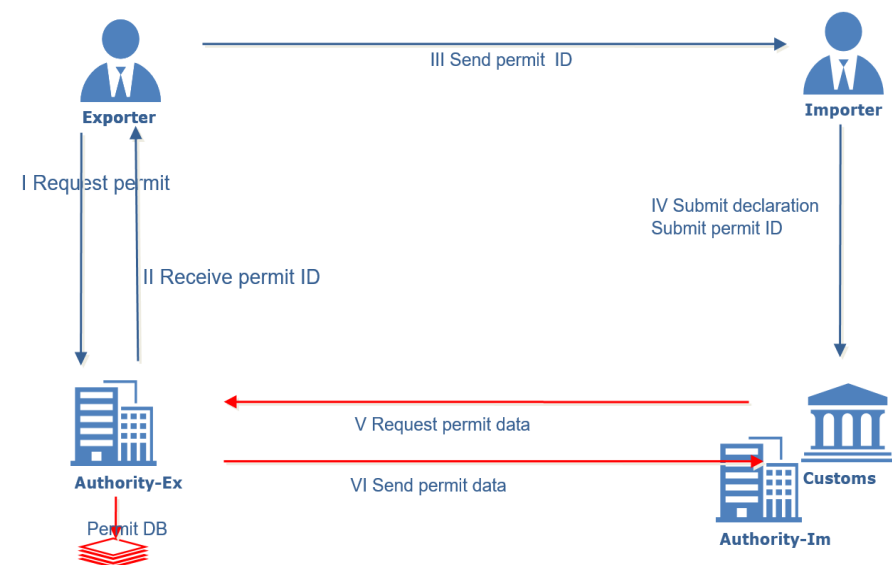 III Send permit ID
Exporter
Importer
I Request permit
IV Submit declaration
Submit permit ID
II Receive permit ID
V Request permit data
VI Send permit data
Authority-Ex
Customs
Permit DB
Authority-Im